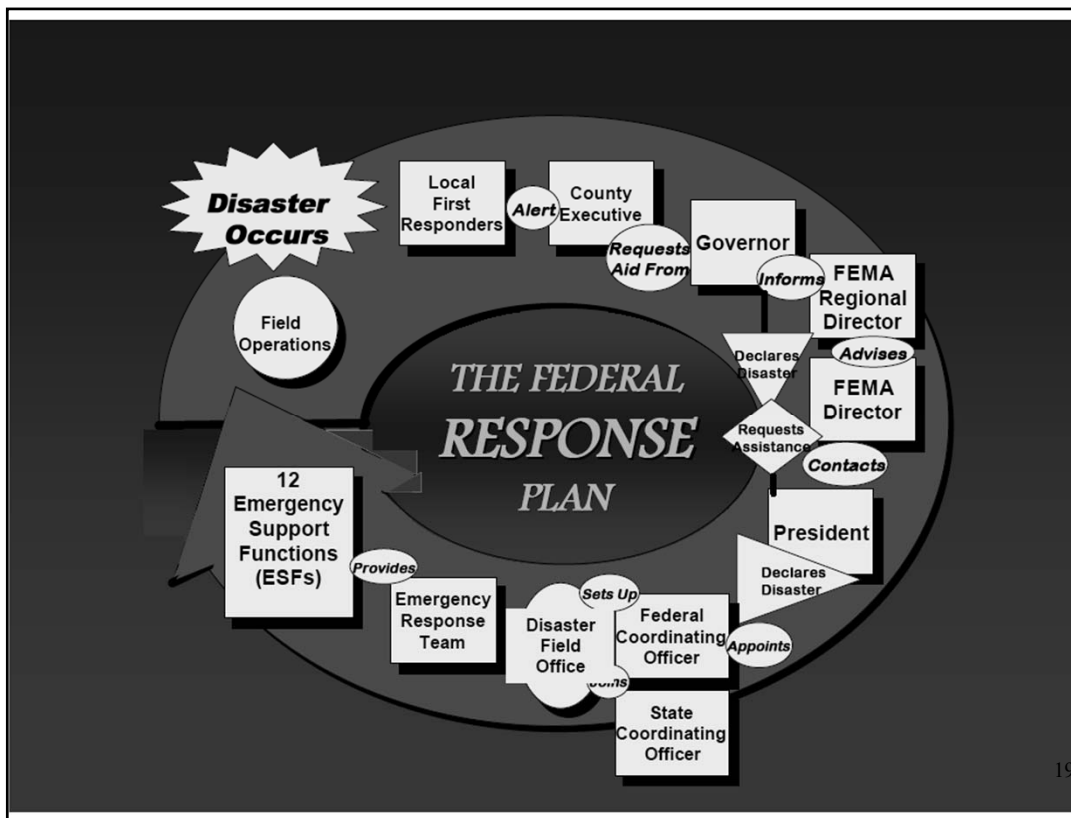 Disaster
Occurs
Local
First
Responders
Alert
County
Executive
Requests
Aid From
Governor
Informs
FEMA
Regional
Director
Advises
FEMA
Director
Contacts
Declares
Disaster
Requests
Assistance
President
Declares
Disaster
Appoints
Federal
Coordinating
Officer
Sets Up
State
Coordinating
Officer
Joins
Disaster
Field
Office
Emergency
Response
Team
Provides
12
Emergency
Support
Functions
(ESFs)
Field
Operations
THE FEDERAL
RESPONSE
PLAN
19